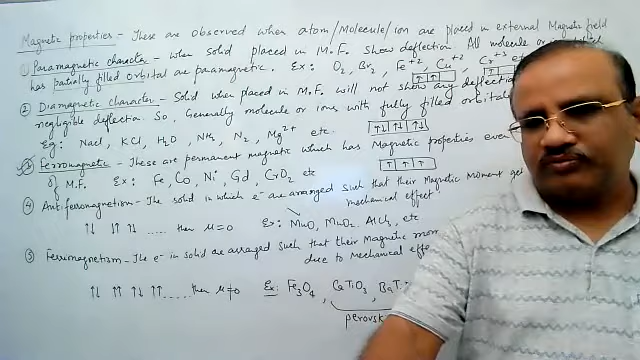 Magnetic properties - These are observed when atom/Molecule/ion are placed in external Magnetic field
① Paramagnetic character - when solid placed in M.F. show deflection. All molecule or
has partially filled orbital are paramagnetic. Ex: O2, Br2, Fe+2, Cu+2, Cr+3 etc
↑↓ ↑
② Diamagnetic character - Solid when placed in M.F. will not show any deflection
negligible deflection. So, Generally molecule or ions with fully filled orbital
Eg: NaCl, KCl, H2O, NH3, N2, Mg2+ etc. ↑↓ ↑↓ ↑↓
③ Ferromagnetic - These are permanent magnetic which has Magnetic properties even
of M.F. Ex: Fe, Co, Ni, Gd, CrO2 etc ↑ ↑ ↑
④ Antiferromagnetism - The solid in which e- are arranged such that their Magnetic Moment get
mechanical effect
↑↓ ↑↑ ↑↓ ..... then μ=0 Ex: MnO, MnO2, AlCl3, etc
⑤ Ferrimagnetism - The e- in solid are arranged such that their Magnetic mom
due to Mechanical effe
↑↓ ↑↑ ↑↓ ↑↑ ...... then μ≠0 Ex: Fe3O4, CaTiO3, BaTi
perovsk